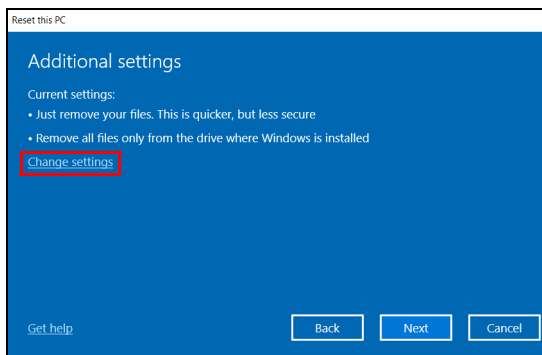 Reset this PC
Additional settings
Current settings:
• Just remove your files. This is quicker, but less secure
• Remove all files only from the drive where Windows is installed
Change settings
Get help
Back
Next
Cancel